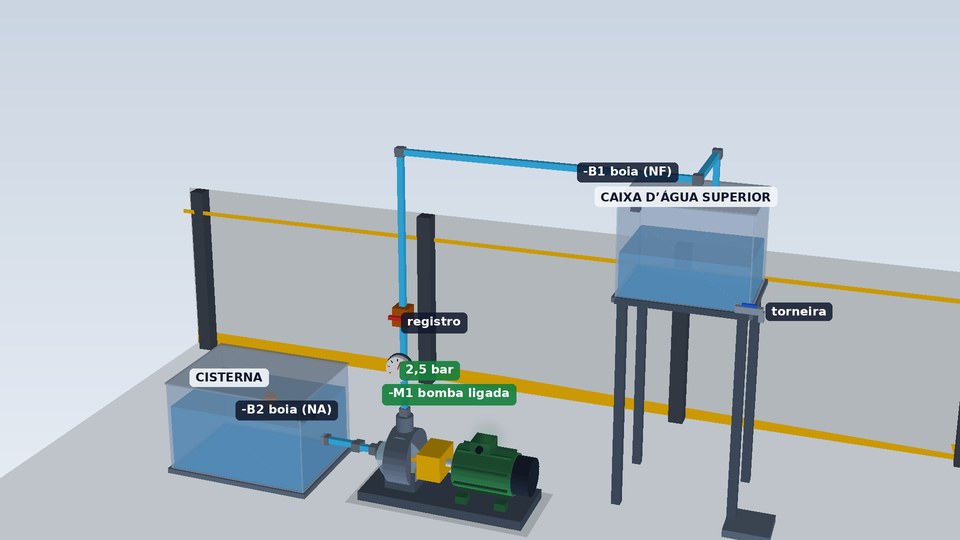 -B1 boia (NF)
CAIXA D’ÁGUA SUPERIOR
torneira
registro
2,5 bar
-M1 bomba ligada
CISTERNA
-B2 boia (NA)